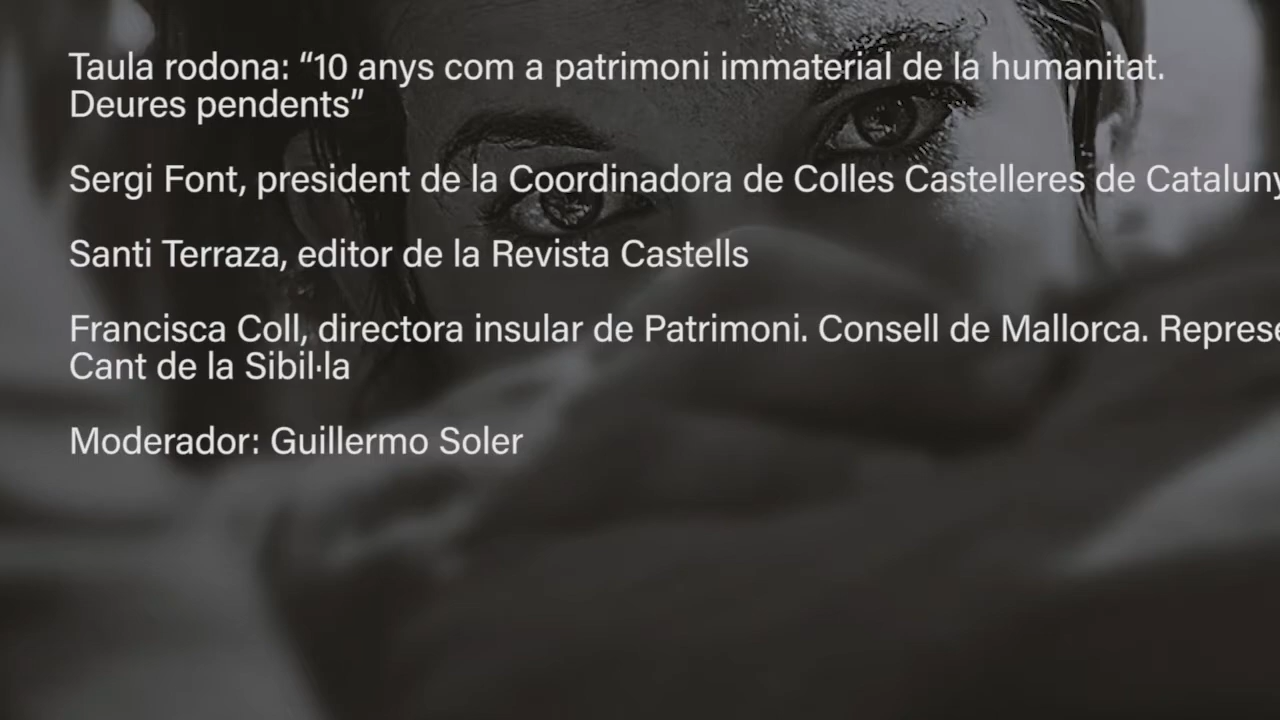 Taula rodona: “10 anys com a patrimoni immaterial de la humanitat.
Deures pendents”
Sergi Font, president de la Coordinadora de Colles Castelleres de
Santi Terraza, editor de la Revista Castells
Francisca Coll, directora insular de Patrimoni. Consell de Mallorca.
Cant de la Sibil·la
Moderador: Guillermo Soler